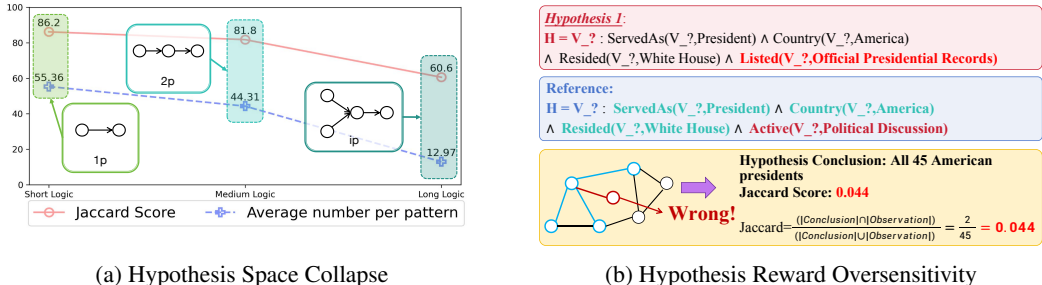 100
80
60
40
20
0
86.2
81.8
60.6
55.36
44.31
12.97
1p
2p
ip
Short Logic
Medium Logic
Long Logic
Jaccard Score
Average number per pattern
(a) Hypothesis Space Collapse
Hypothesis 1:
H = V_? : ServedAs(V_?,President) ∧ Country(V_?,America)
∧ Resided(V_?,White House) ∧ Listed(V_?,Official Presidential Records)
Reference:
H = V_? : ServedAs(V_?,President) ∧ Country(V_?,America)
∧ Resided(V_?,White House) ∧ Active(V_?,Political Discussion)
Wrong!
Hypothesis Conclusion: All 45 American
presidents
Jaccard Score: 0.044
Jaccard=(|Conclusion|∩|Observation|)/(|Conclusion|∪|Observation|) = 2/45 = 0.044
(b) Hypothesis Reward Oversensitivity